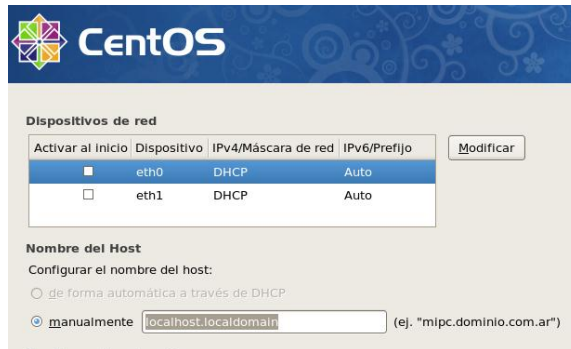 CentOS
Dispositivos de red
Activar al inicio Dispositivo IPv4/Máscara de red IPv6/Prefijo
Modificar
eth0 DHCP Auto
eth1 DHCP Auto
Nombre del Host
Configurar el nombre del host:
de forma automática a través de DHCP
manualmente localhost.localdomain (ej. "mipc.dominio.com.ar")